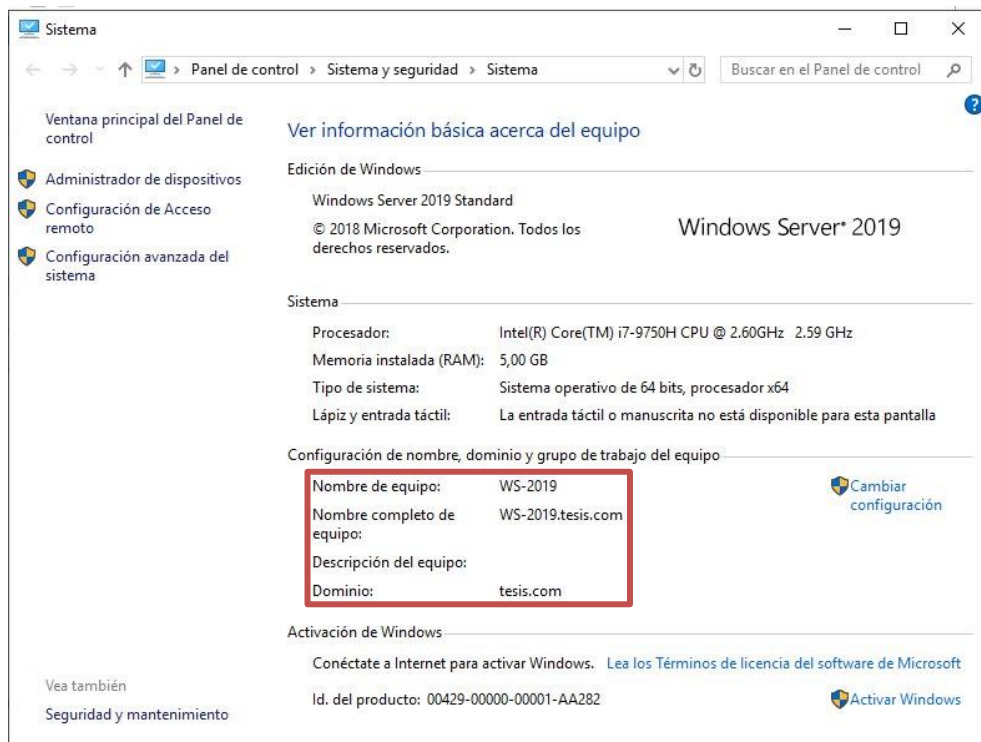 Sistema
Panel de control › Sistema y seguridad › Sistema
Buscar en el Panel de control
Ventana principal del Panel de
control
Administrador de dispositivos
Configuración de Acceso
remoto
Configuración avanzada del
sistema
Vea también
Seguridad y mantenimiento
?
Ver información básica acerca del equipo
Edición de Windows
Windows Server 2019 Standard
© 2018 Microsoft Corporation. Todos los
derechos reservados.
Windows Server® 2019
Sistema
Procesador: Intel(R) Core(TM) i7-9750H CPU @ 2.60GHz 2.59 GHz
Memoria instalada (RAM): 5,00 GB
Tipo de sistema: Sistema operativo de 64 bits, procesador x64
Lápiz y entrada táctil: La entrada táctil o manuscrita no está disponible para esta pantalla
Configuración de nombre, dominio y grupo de trabajo del equipo
Nombre de equipo: WS-2019
Nombre completo de WS-2019.tesis.com
equipo:
Descripción del equipo:
Dominio: tesis.com
Cambiar
configuración
Activación de Windows
Conéctate a Internet para activar Windows. Lea los Términos de licencia del software de Microsoft
Id. del producto: 00429-00000-00001-AA282
Activar Windows